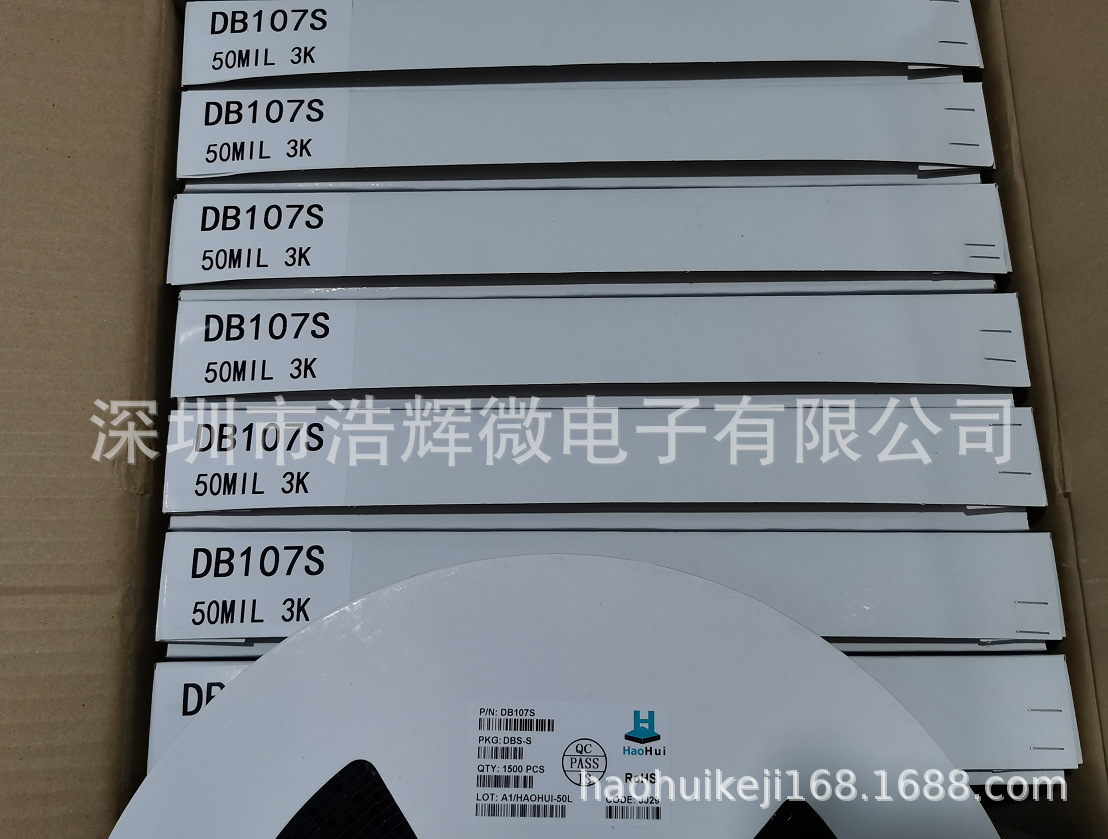 DB107S
50MIL 3K
DB107S
50MIL 3K
DB107S
50MIL 3K
DB107S
50MIL 3K
深圳市浩辉微电子有限公司
DB107S
50MIL 3K
DB107S
50MIL 3K
P/N: DB107S
PKG: DBS-S
QTY: 1500 PCS
LOT: A1/HAOHUI-50L
QC
PASS
HaoHui
RoHS
CODE:
haohuikeji168.1688.com